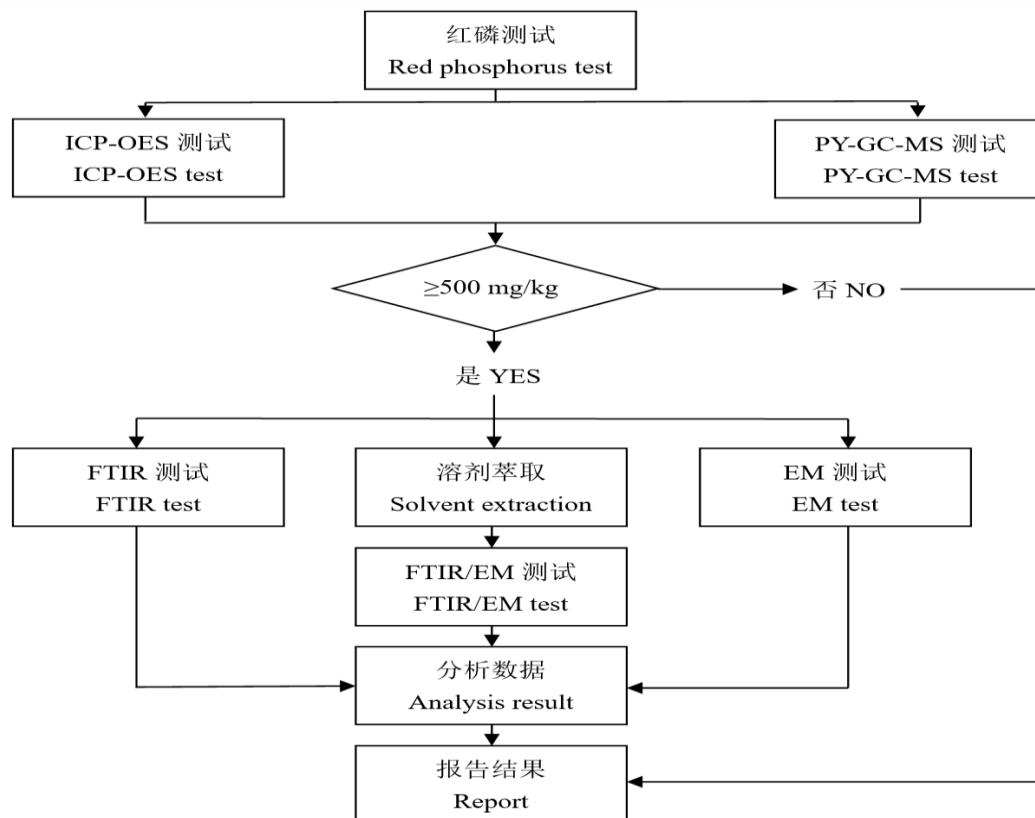 红磷测试
Red phosphorus test
ICP-OES 测试
ICP-OES test
PY-GC-MS 测试
PY-GC-MS test
≥500 mg/kg
否 NO
是 YES
FTIR 测试
FTIR test
溶剂萃取
Solvent extraction
EM 测试
EM test
FTIR/EM 测试
FTIR/EM test
分析数据
Analysis result
报告结果
Report